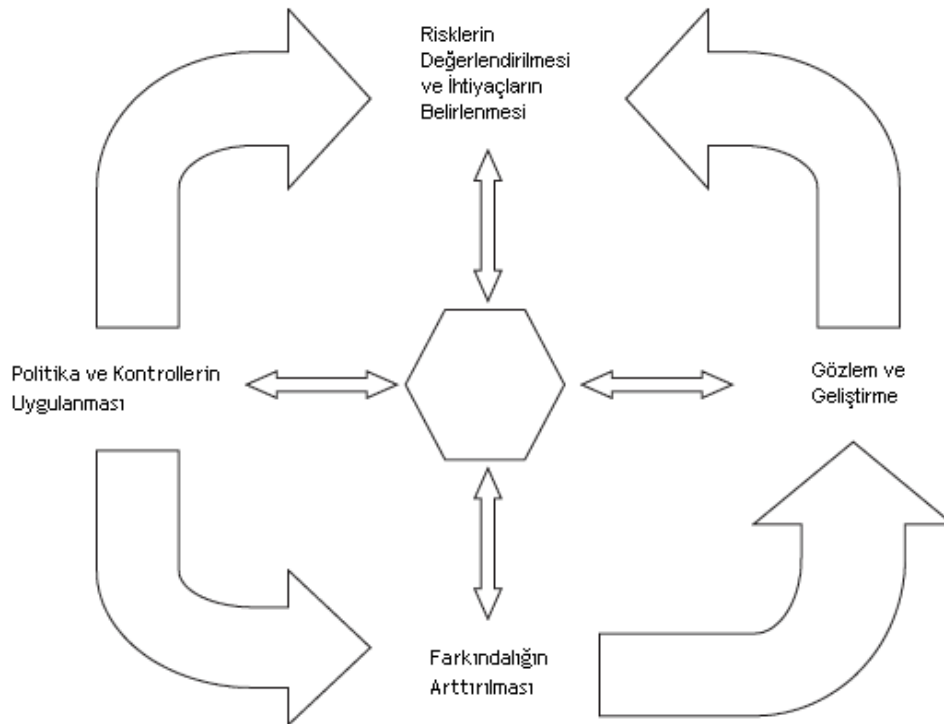 Risklerin
Değerlendirilmesi
ve İhtiyaçların
Belirlenmesi
Politika ve Kontrollerin
Uygulanması
Gözlem ve
Geliştirme
Farkındalığın
Arttırılması